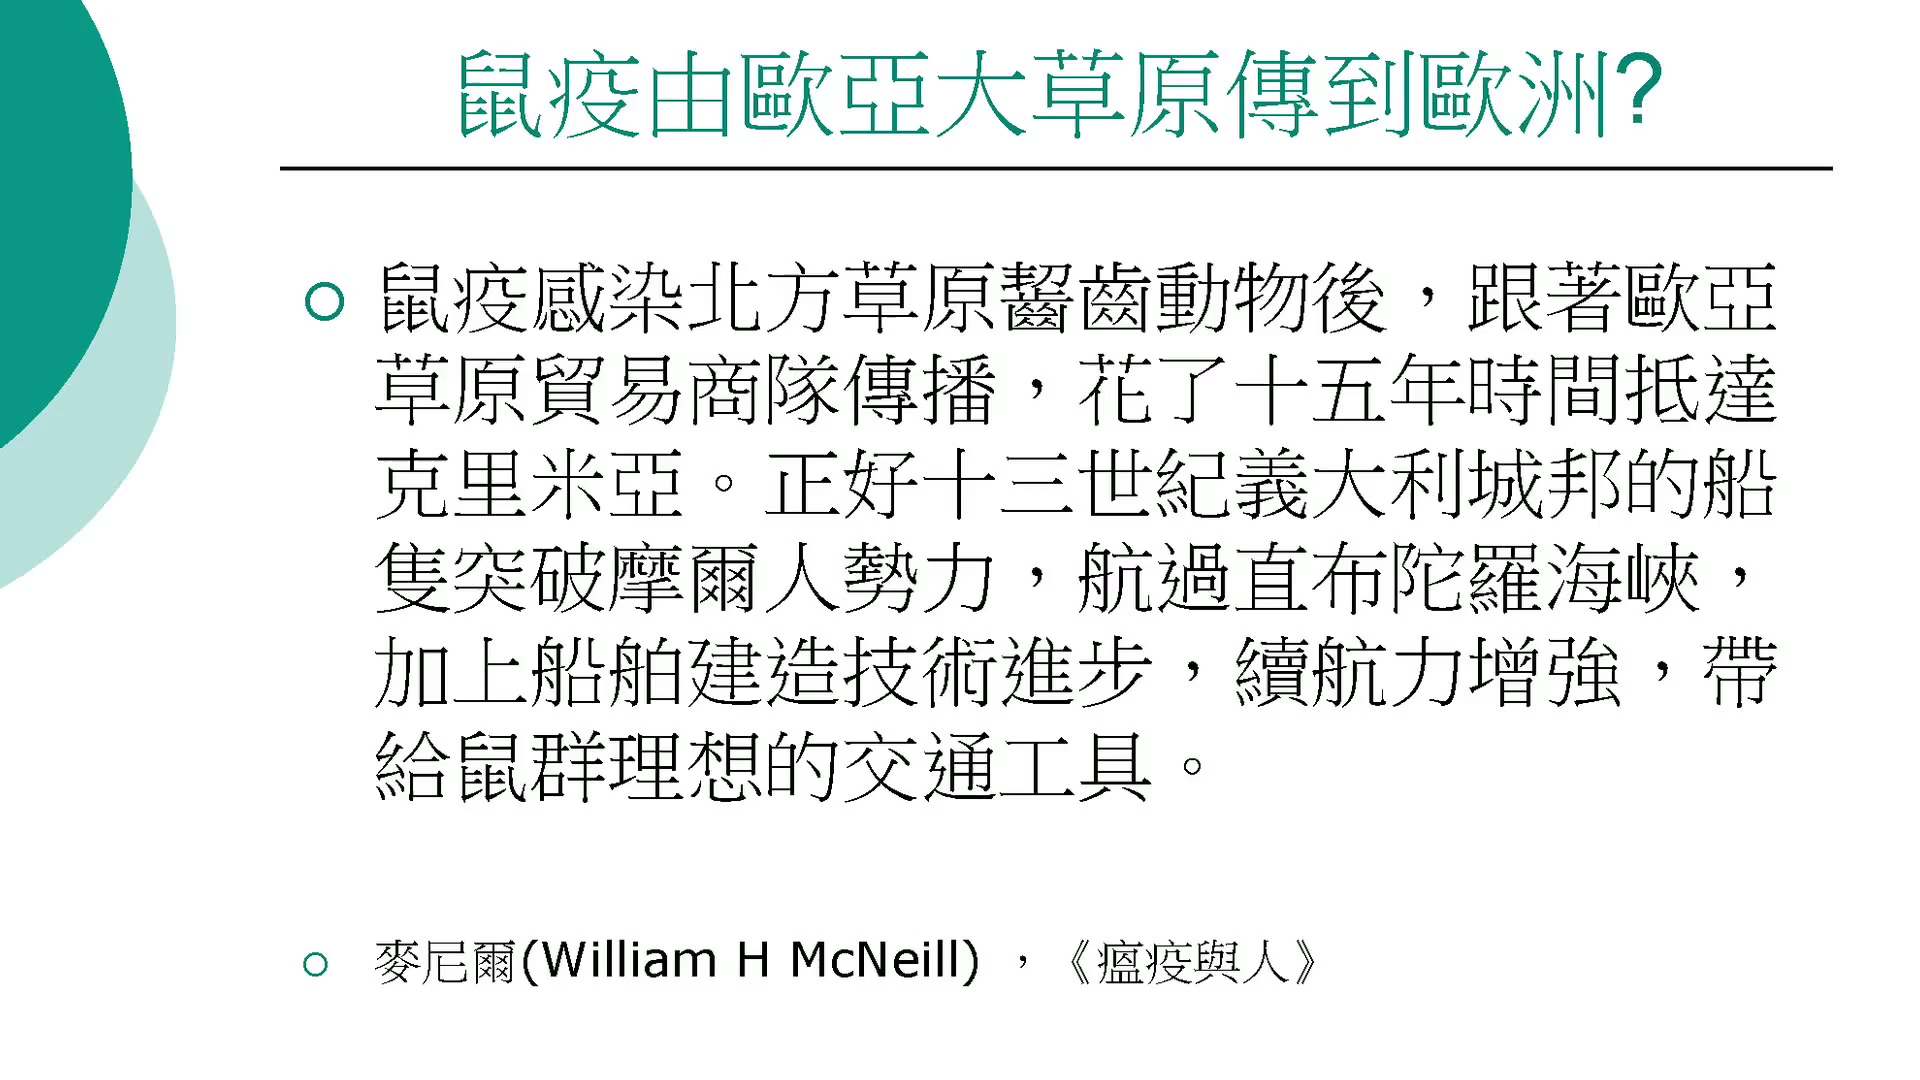 鼠疫由歐亞大草原傳到歐洲?
鼠疫感染北方草原齧齒動物後，跟著歐亞
草原貿易商隊傳播，花了十五年時間抵達
克里米亞。正好十三世紀義大利城邦的船
隻突破摩爾人勢力，航過直布陀羅海峽，
加上船舶建造技術進步，續航力增強，帶
給鼠群理想的交通工具。
麥尼爾(William H McNeill) ，《瘟疫與人》